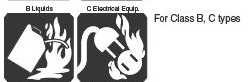 B Liquids
C Electrical Equip.
For Class B, C types